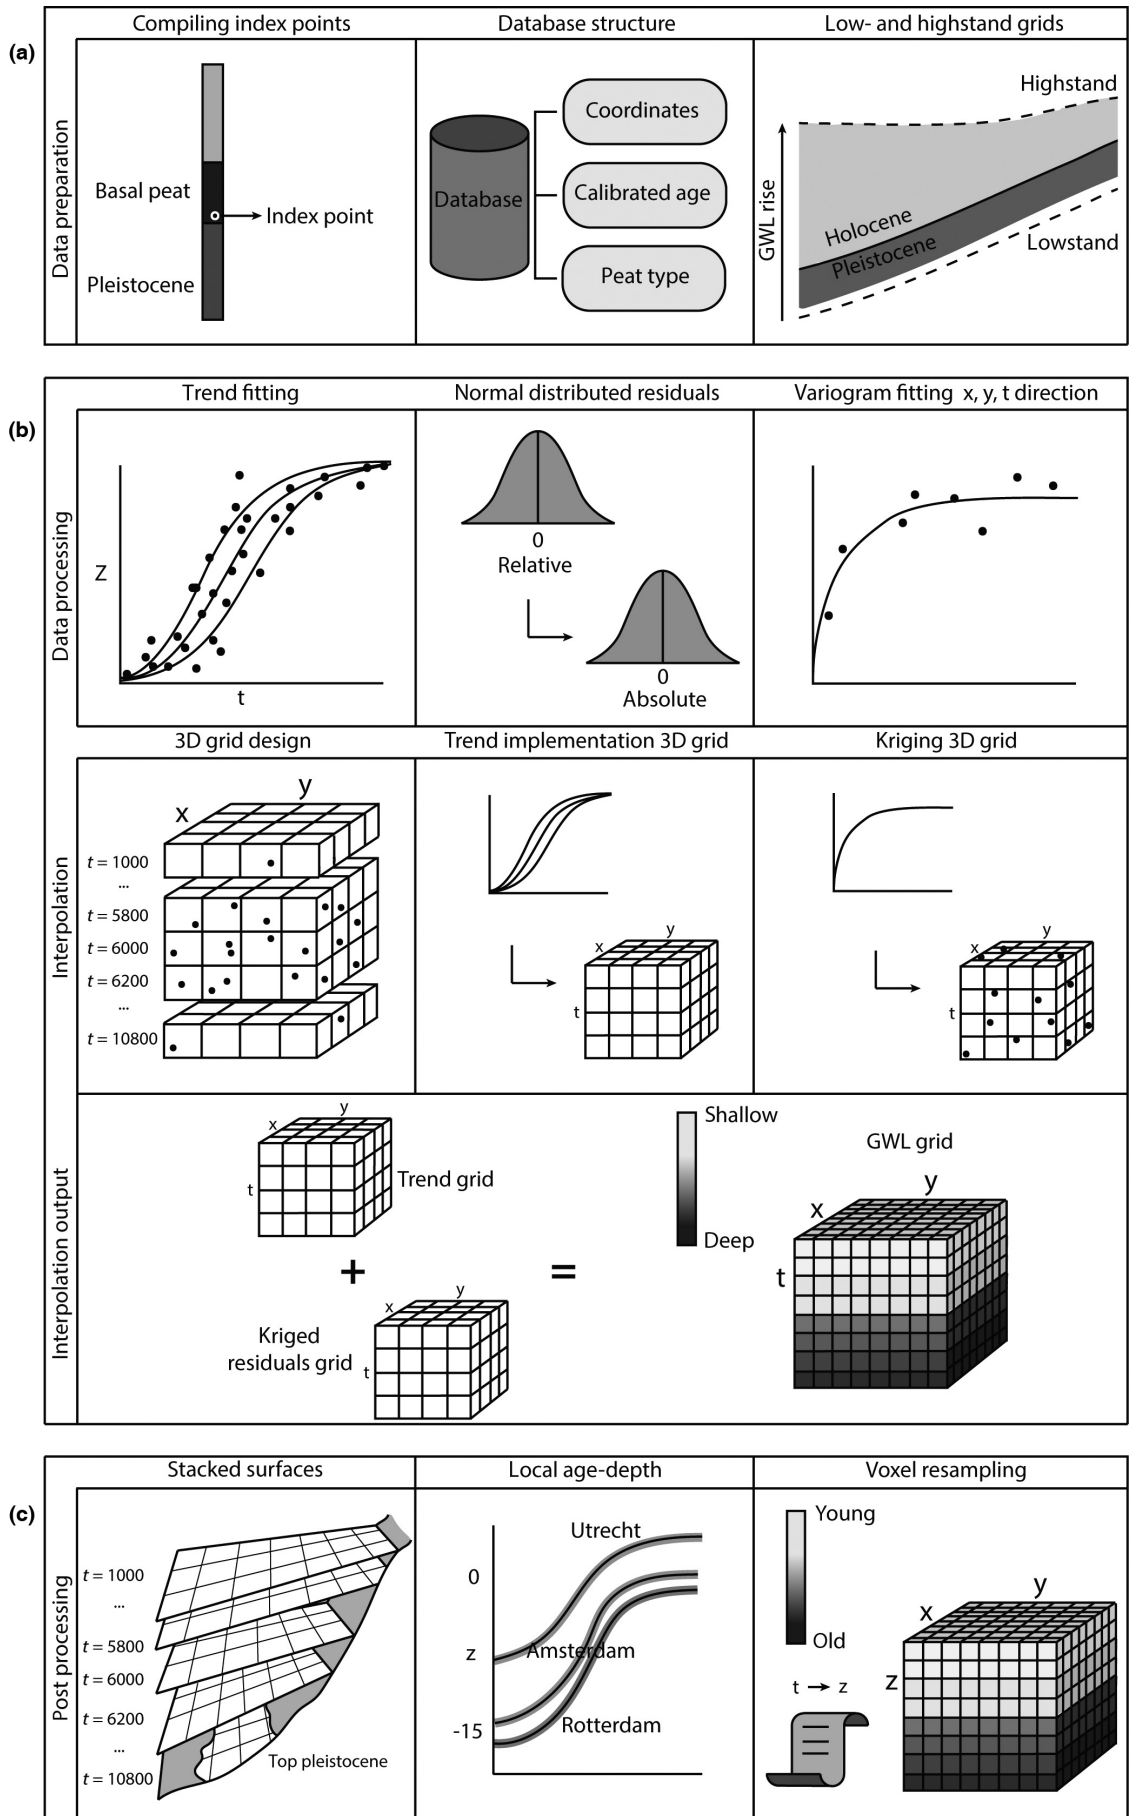 (a)
Data preparation
Compiling index points
Basal peat
Index point
Pleistocene
Database structure
Database
Coordinates
Calibrated age
Peat type
Low- and highstand grids
Highstand
GWL rise
Holocene
Pleistocene
Lowstand
(b)
Data processing
Trend fitting
Z
t
Normal distributed residuals
0
Relative
0
Absolute
Variogram fitting x, y, t direction
Interpolation
3D grid design
y
x
t = 1000
...
t = 5800
t = 6000
t = 6200
...
t = 10800
Trend implementation 3D grid
y
x
t
Kriging 3D grid
y
x
t
Interpolation output
y
x
t
Trend grid
+
y
x
t
Kriged
residuals grid
=
Shallow
Deep
GWL grid
y
x
t
(c)
Post processing
Stacked surfaces
t = 1000
...
t = 5800
t = 6000
t = 6200
...
t = 10800
Top pleistocene
Local age-depth
Utrecht
0
z
Amsterdam
-15
Rotterdam
Voxel resampling
Young
Old
t → z
y
x
z